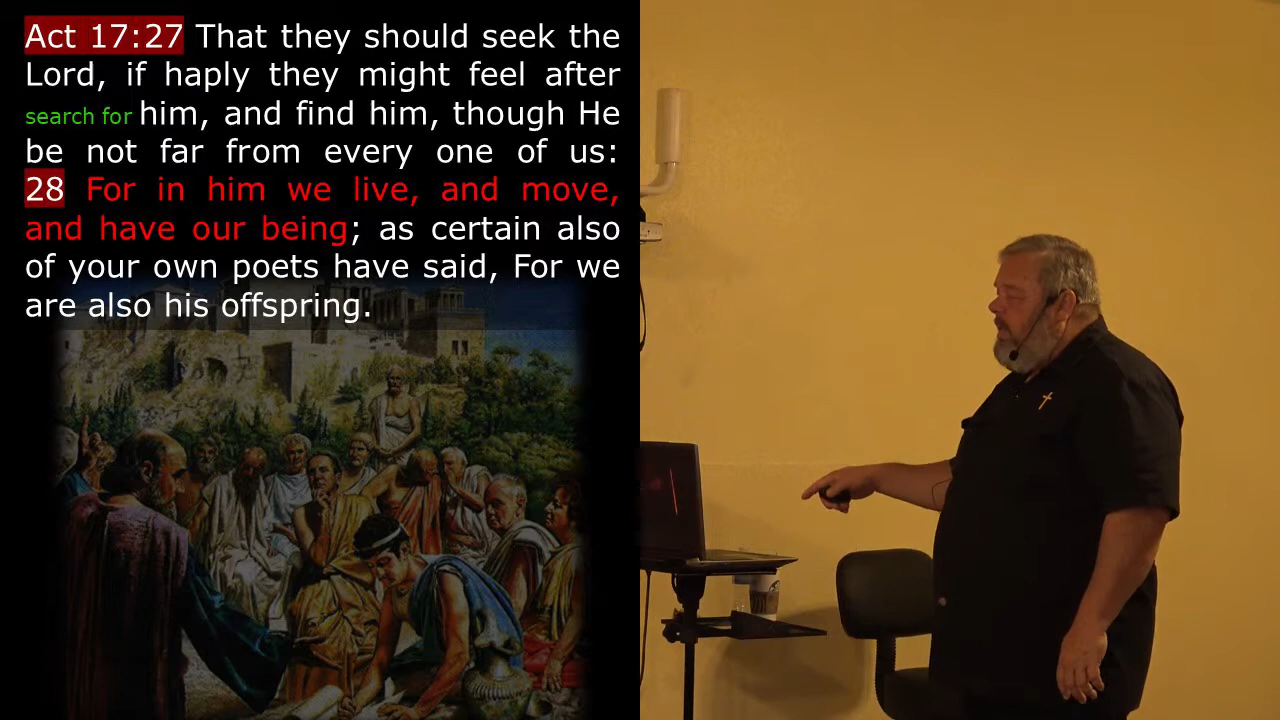 Act 17:27 That they should seek the
Lord, if haply they might feel after
search for him, and find him, though He
be not far from every one of us:
28 For in him we live, and move,
and have our being; as certain also
of your own poets have said, For we
are also his offspring.